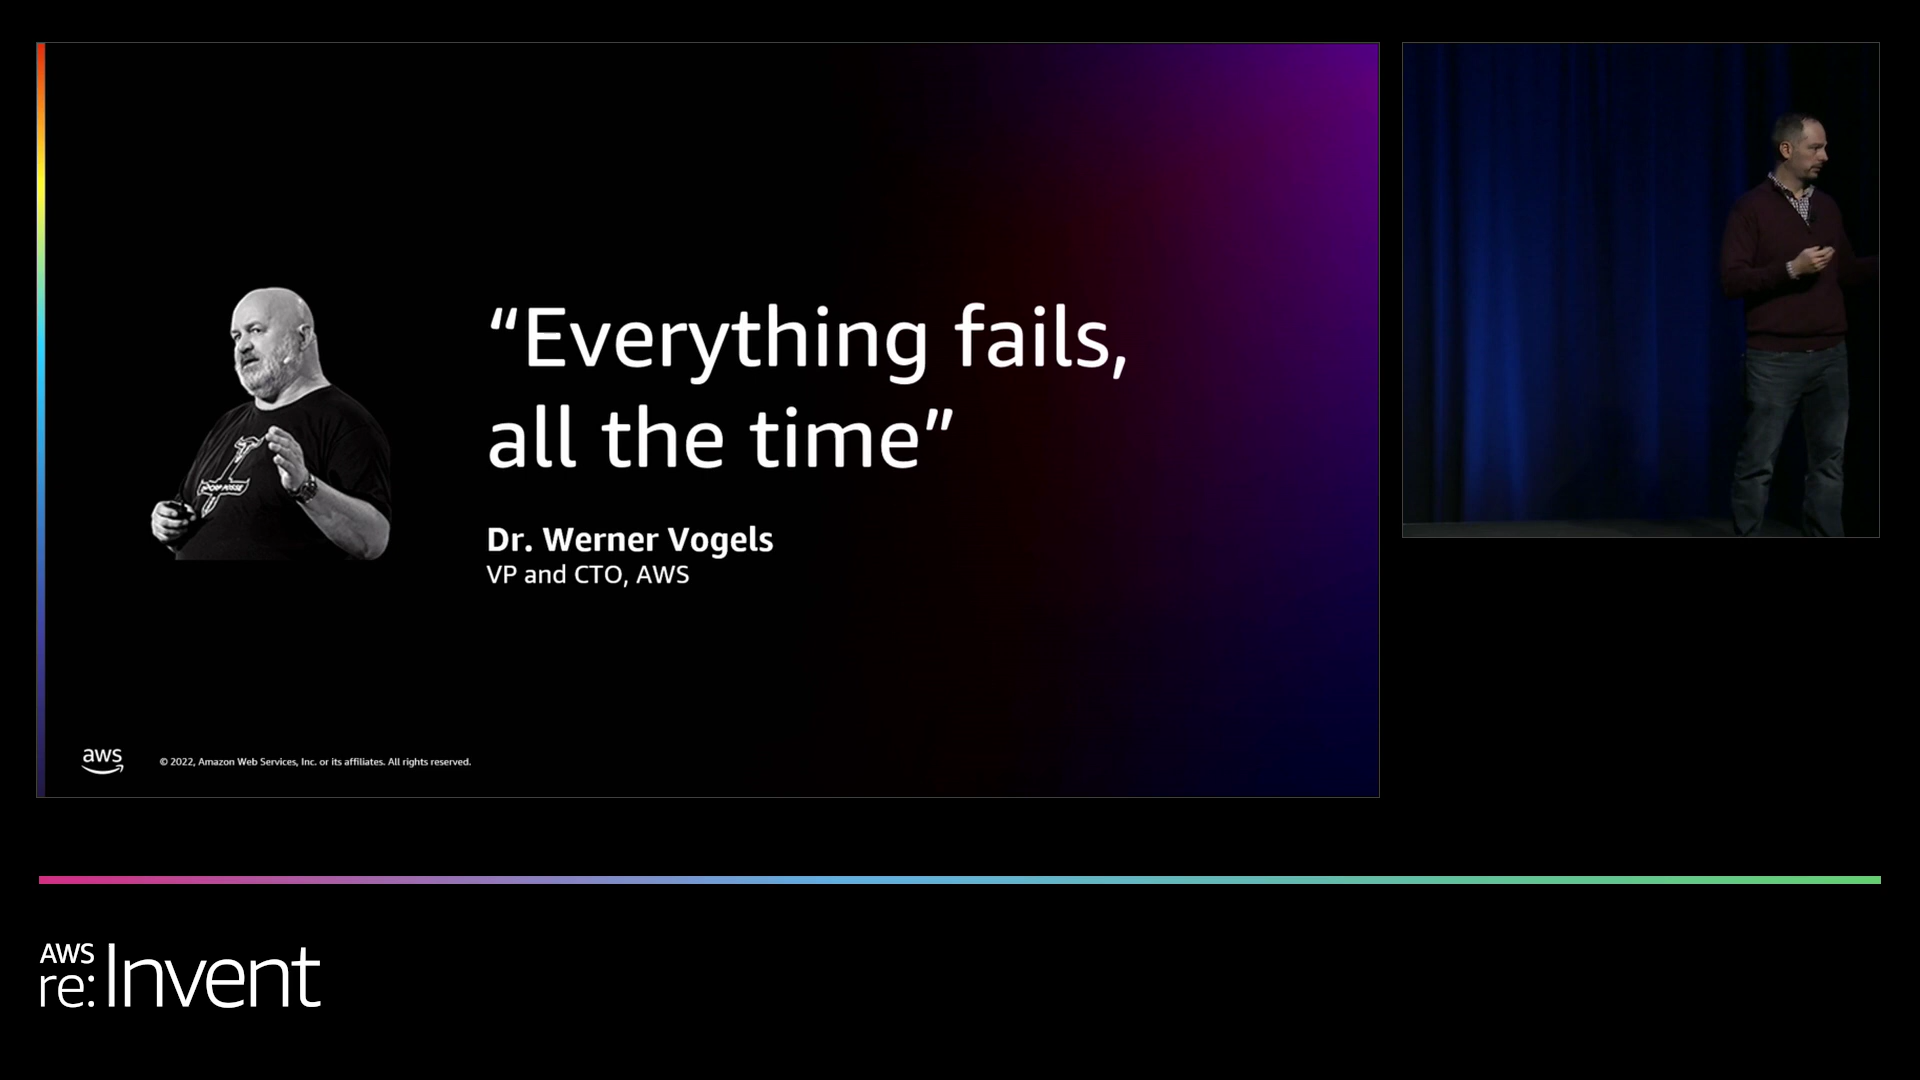 “Everything fails,
all the time”
Dr. Werner Vogels
VP and CTO, AWS
aws
© 2022, Amazon Web Services, Inc. or its affiliates. All rights reserved.
AWS
re:Invent